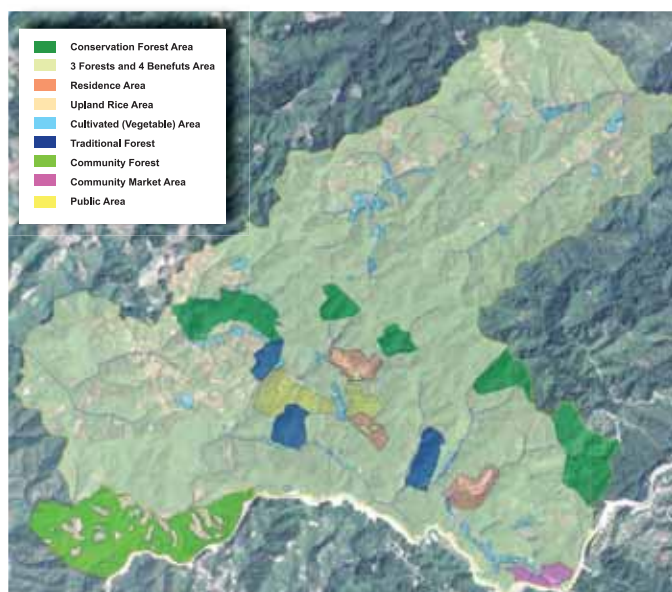 Conservation Forest Area
3 Forests and 4 Benefuts Area
Residence Area
Upland Rice Area
Cultivated (Vegetable) Area
Traditional Forest
Community Forest
Community Market Area
Public Area